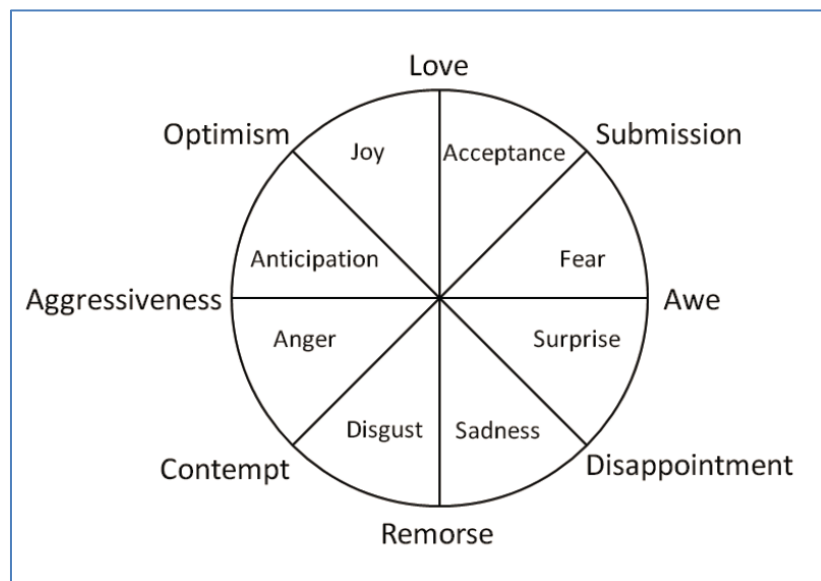 Love
Optimism
Submission
Joy
Acceptance
Anticipation
Fear
Aggressiveness
Awe
Anger
Surprise
Disgust
Sadness
Contempt
Disappointment
Remorse